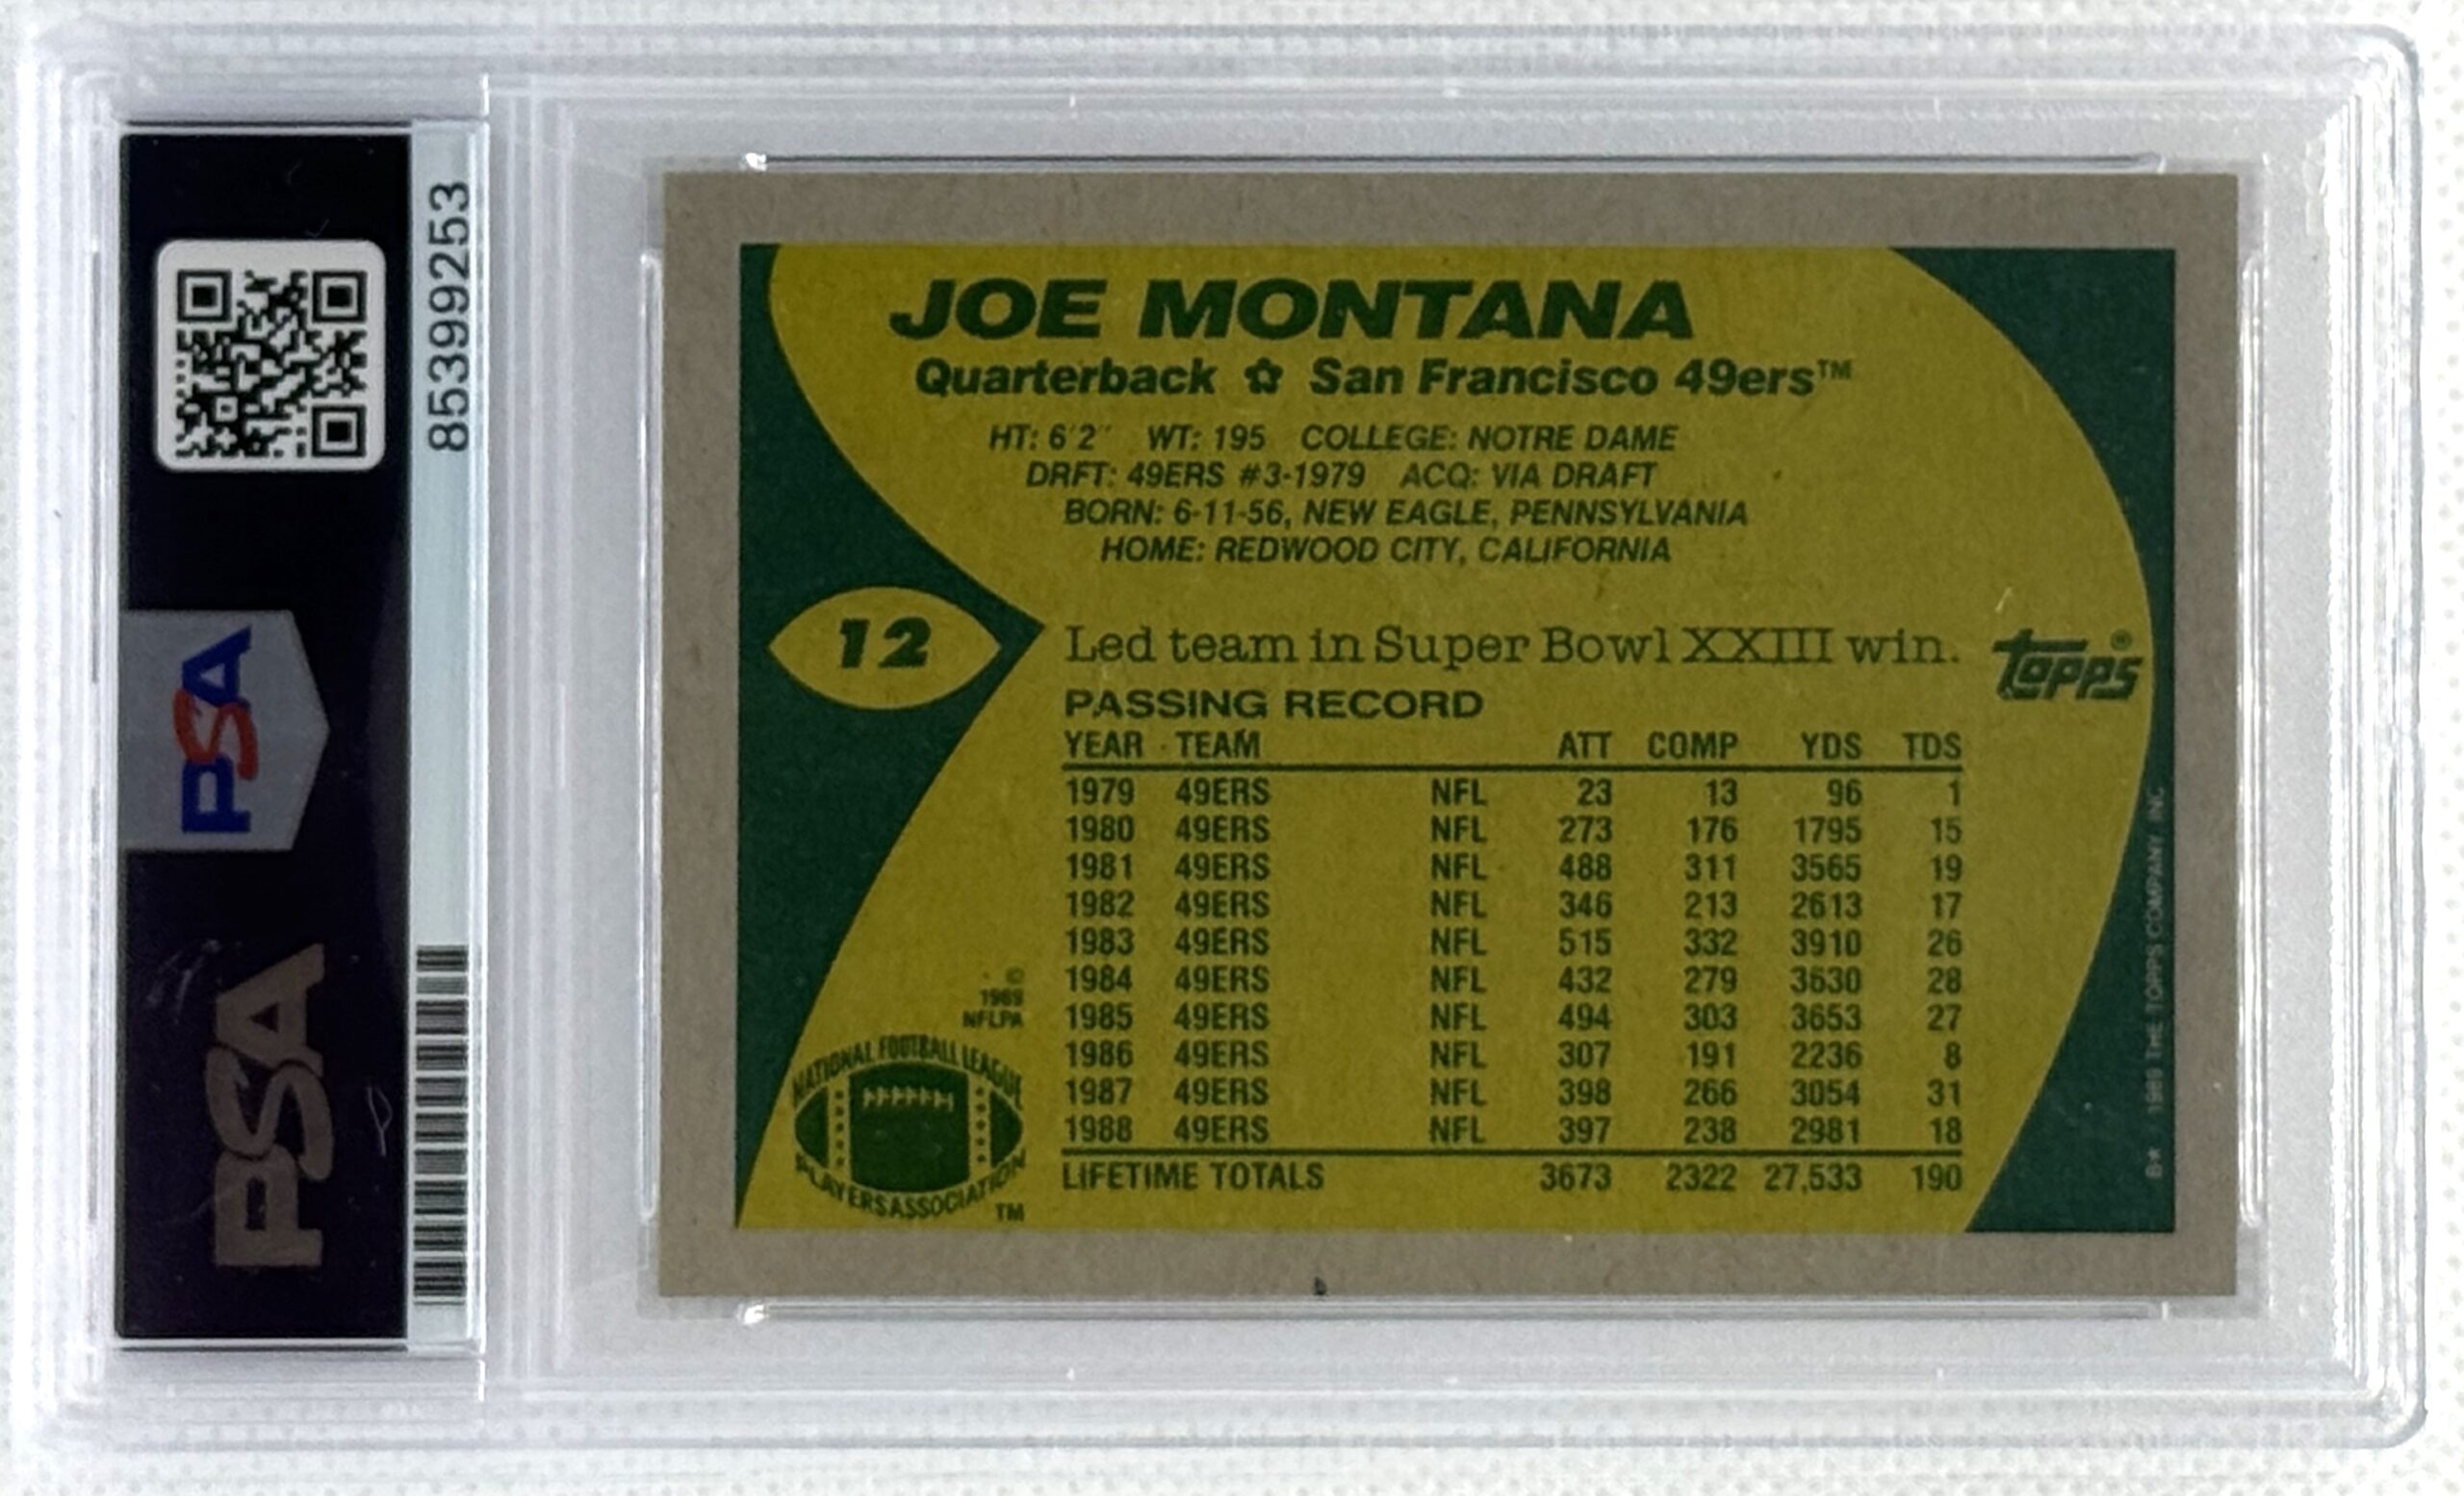 85399253
PSA
PSA
JOE MONTANA
Quarterback ✿ San Francisco 49ers™
HT: 6'2" WT: 195 COLLEGE: NOTRE DAME
DRFT: 49ERS #3-1979 ACQ: VIA DRAFT
BORN: 6-11-56, NEW EAGLE, PENNSYLVANIA
HOME: REDWOOD CITY, CALIFORNIA
12
Led team in Super Bowl XXIII win.
TOPPS®
PASSING RECORD
YEAR TEAM ATT COMP YDS TDS
1979 49ERS NFL 23 13 96 1
1980 49ERS NFL 273 176 1795 15
1981 49ERS NFL 488 311 3565 19
1982 49ERS NFL 346 213 2613 17
1983 49ERS NFL 515 332 3910 26
1984 49ERS NFL 432 279 3630 28
1985 49ERS NFL 494 303 3653 27
1986 49ERS NFL 307 191 2236 8
1987 49ERS NFL 398 266 3054 31
1988 49ERS NFL 397 238 2981 18
LIFETIME TOTALS 3673 2322 27,533 190
©
1989
NFLPA
NATIONAL FOOTBALL LEAGUE
PLAYERS ASSOCIATION
TM
B* 1989 THE TOPPS COMPANY, INC.